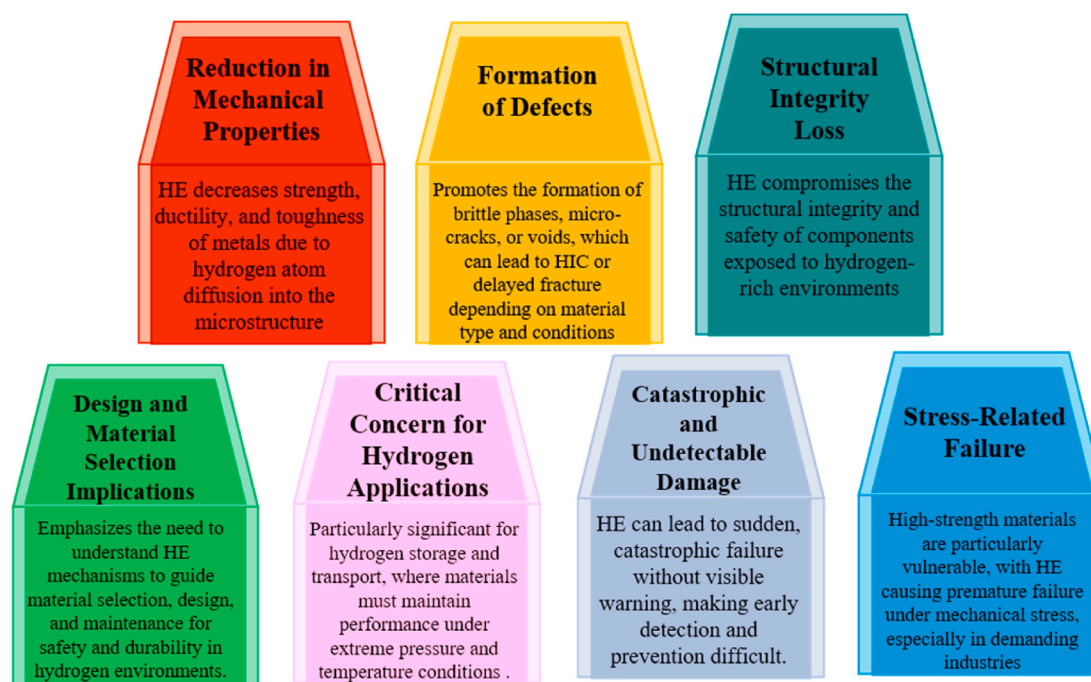 Reduction in
Mechanical
Properties
HE decreases strength,
ductility, and toughness
of metals due to
hydrogen atom
diffusion into the
microstructure
Formation
of Defects
Promotes the formation of
brittle phases, micro-
cracks, or voids, which
can lead to HIC or
delayed fracture
depending on material
type and conditions
Structural
Integrity
Loss
HE compromises the
structural integrity and
safety of components
exposed to hydrogen-
rich environments
Design and
Material
Selection
Implications
Emphasizes the need to
understand HE
mechanisms to guide
material selection, design,
and maintenance for
safety and durability in
hydrogen environments.
Critical
Concern for
Hydrogen
Applications
Particularly significant for
hydrogen storage and
transport, where materials
must maintain
performance under
extreme pressure and
temperature conditions .
Catastrophic
and
Undetectable
Damage
HE can lead to sudden,
catastrophic failure
without visible
warning, making early
detection and
prevention difficult.
Stress-Related
Failure
High-strength materials
are particularly
vulnerable, with HE
causing premature failure
under mechanical stress,
especially in demanding
industries